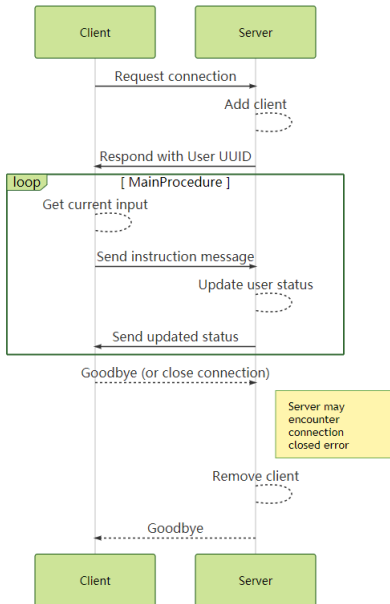 Client
Server
Request connection
Add client
Respond with User UUID
loop
[ MainProcedure ]
Get current input
Send instruction message
Update user status
Send updated status
Goodbye (or close connection)
Server may
encounter
connection
closed error
Remove client
Goodbye
Client
Server